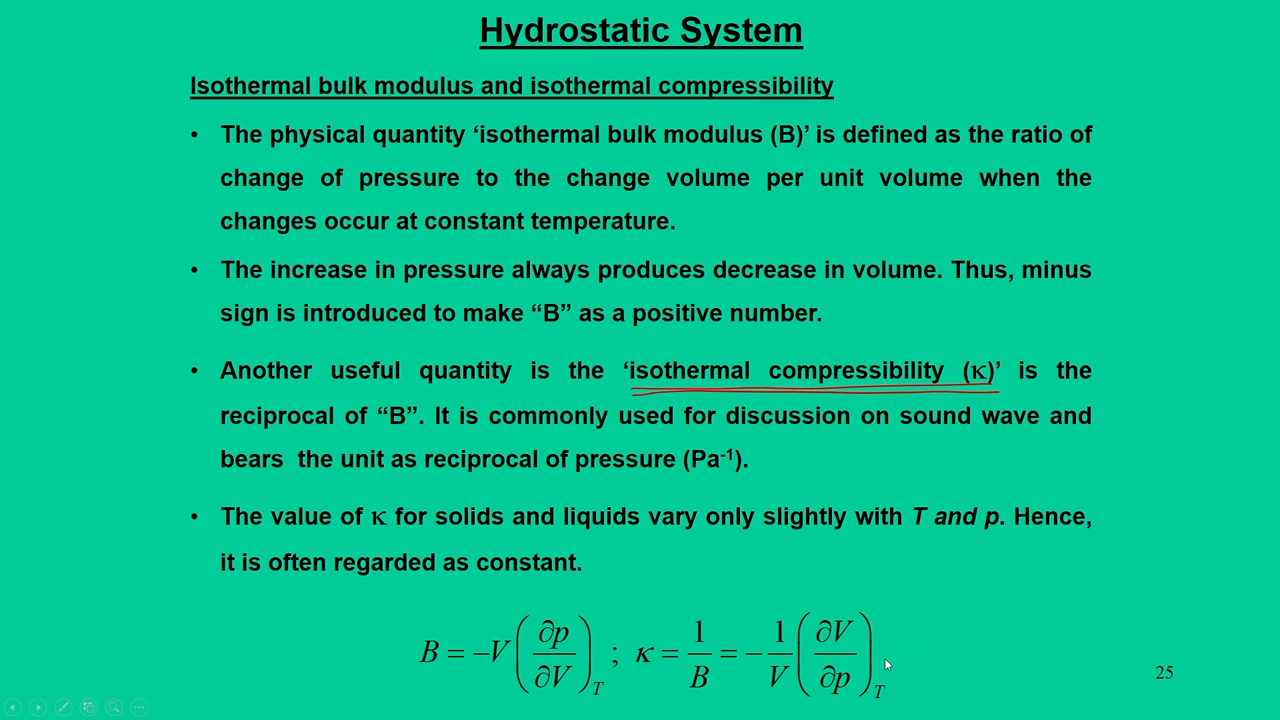 Hydrostatic System
Isothermal bulk modulus and isothermal compressibility
• The physical quantity ‘isothermal bulk modulus (B)’ is defined as the ratio of
change of pressure to the change volume per unit volume when the
changes occur at constant temperature.
• The increase in pressure always produces decrease in volume. Thus, minus
sign is introduced to make “B” as a positive number.
• Another useful quantity is the ‘isothermal compressibility (κ)’ is the
reciprocal of “B”. It is commonly used for discussion on sound wave and
bears the unit as reciprocal of pressure (Pa⁻¹).
• The value of κ for solids and liquids vary only slightly with T and p. Hence,
it is often regarded as constant.
B = −V(∂p/∂V)_T ; κ = 1/B = −1/V(∂V/∂p)_T
25